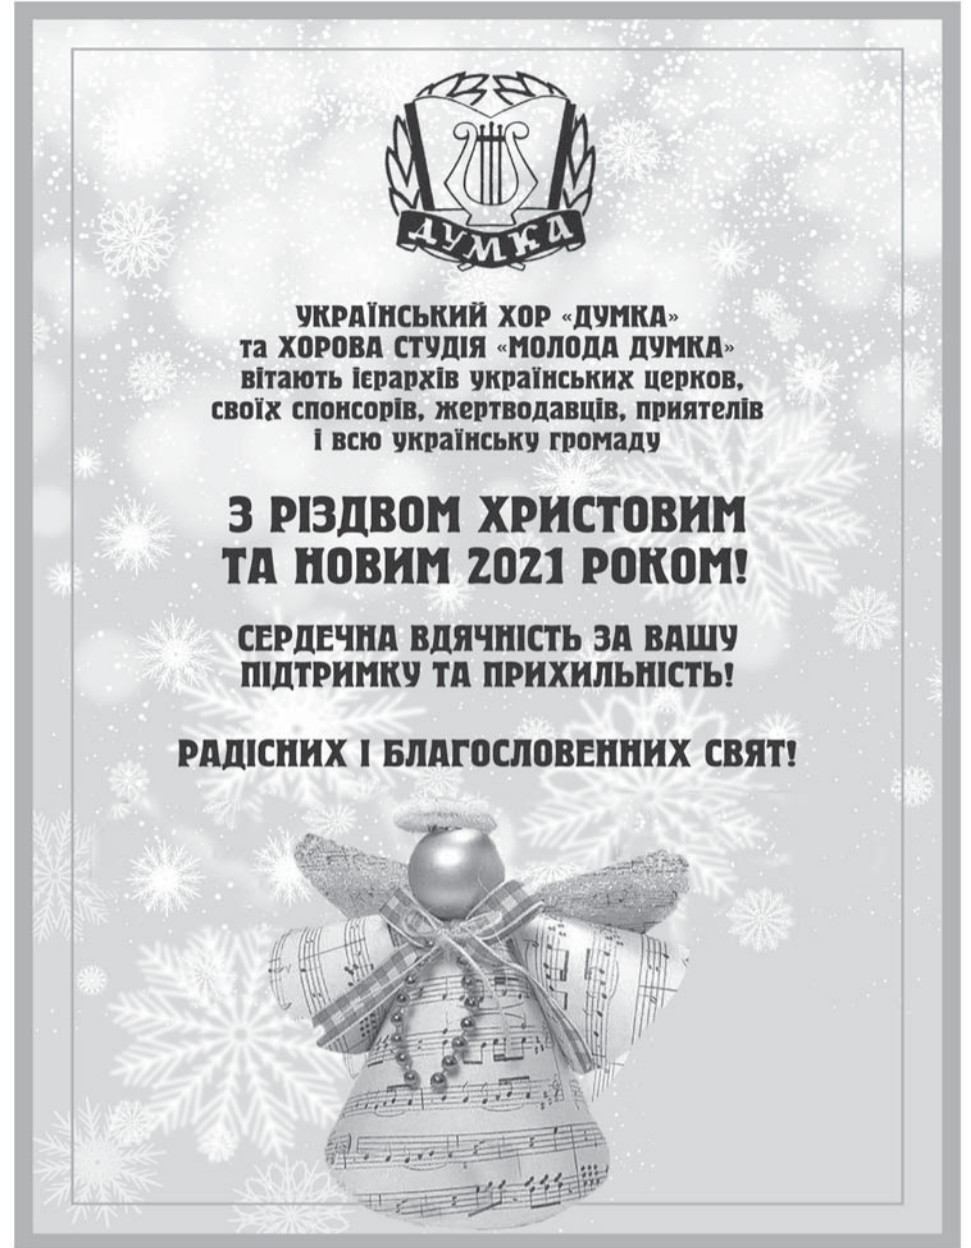 ДУМКА
УКРАЇНСЬКИЙ ХОР «ДУМКА»
та ХОРОВА СТУДІЯ «МОЛОДА ДУМКА»
вітають ієрархів українських церков,
своїх спонсорів, жертводавців, приятелів
і всю українську громаду
З РІЗДВОМ ХРИСТОВИМ
ТА НОВИМ 2021 РОКОМ!
СЕРДЕЧНА ВДЯЧНІСТЬ ЗА ВАШУ
ПІДТРИМКУ ТА ПРИХИЛЬНІСТЬ!
РАДІСНИХ І БЛАГОСЛОВЕННИХ СВЯТ!